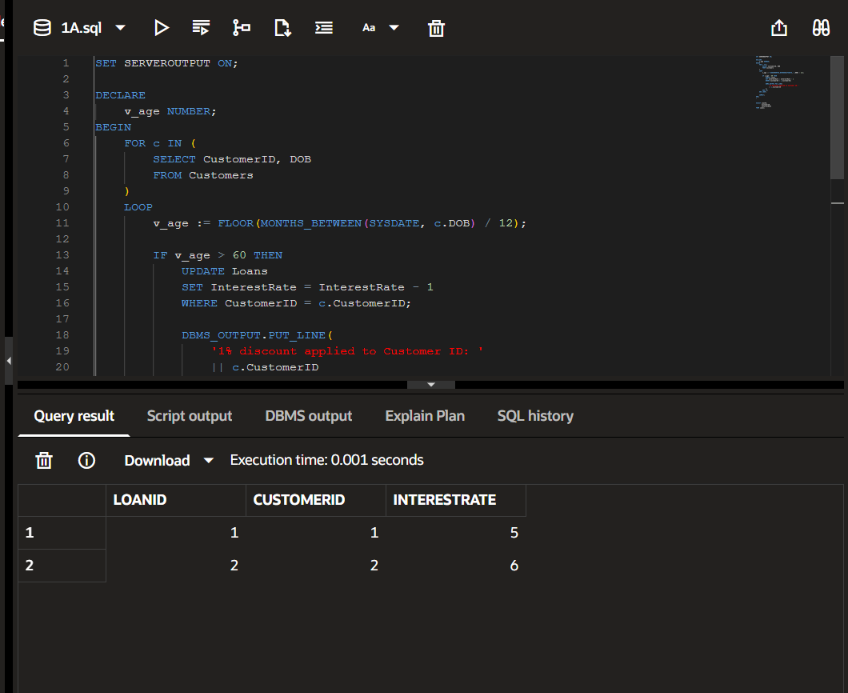 1A.sql
Aa
1 SET SERVEROUTPUT ON;
2
3 DECLARE
4 v_age NUMBER;
5 BEGIN
6 FOR c IN (
7 SELECT CustomerID, DOB
8 FROM Customers
9 )
10 LOOP
11 v_age := FLOOR(MONTHS_BETWEEN(SYSDATE, c.DOB) / 12);
12
13 IF v_age > 60 THEN
14 UPDATE Loans
15 SET InterestRate = InterestRate - 1
16 WHERE CustomerID = c.CustomerID;
17
18 DBMS_OUTPUT.PUT_LINE(
19 '1% discount applied to Customer ID: '
20 || c.CustomerID
Query result Script output DBMS output Explain Plan SQL history
Download Execution time: 0.001 seconds
LOANID CUSTOMERID INTERESTRATE
1 1 1 5
2 2 2 6